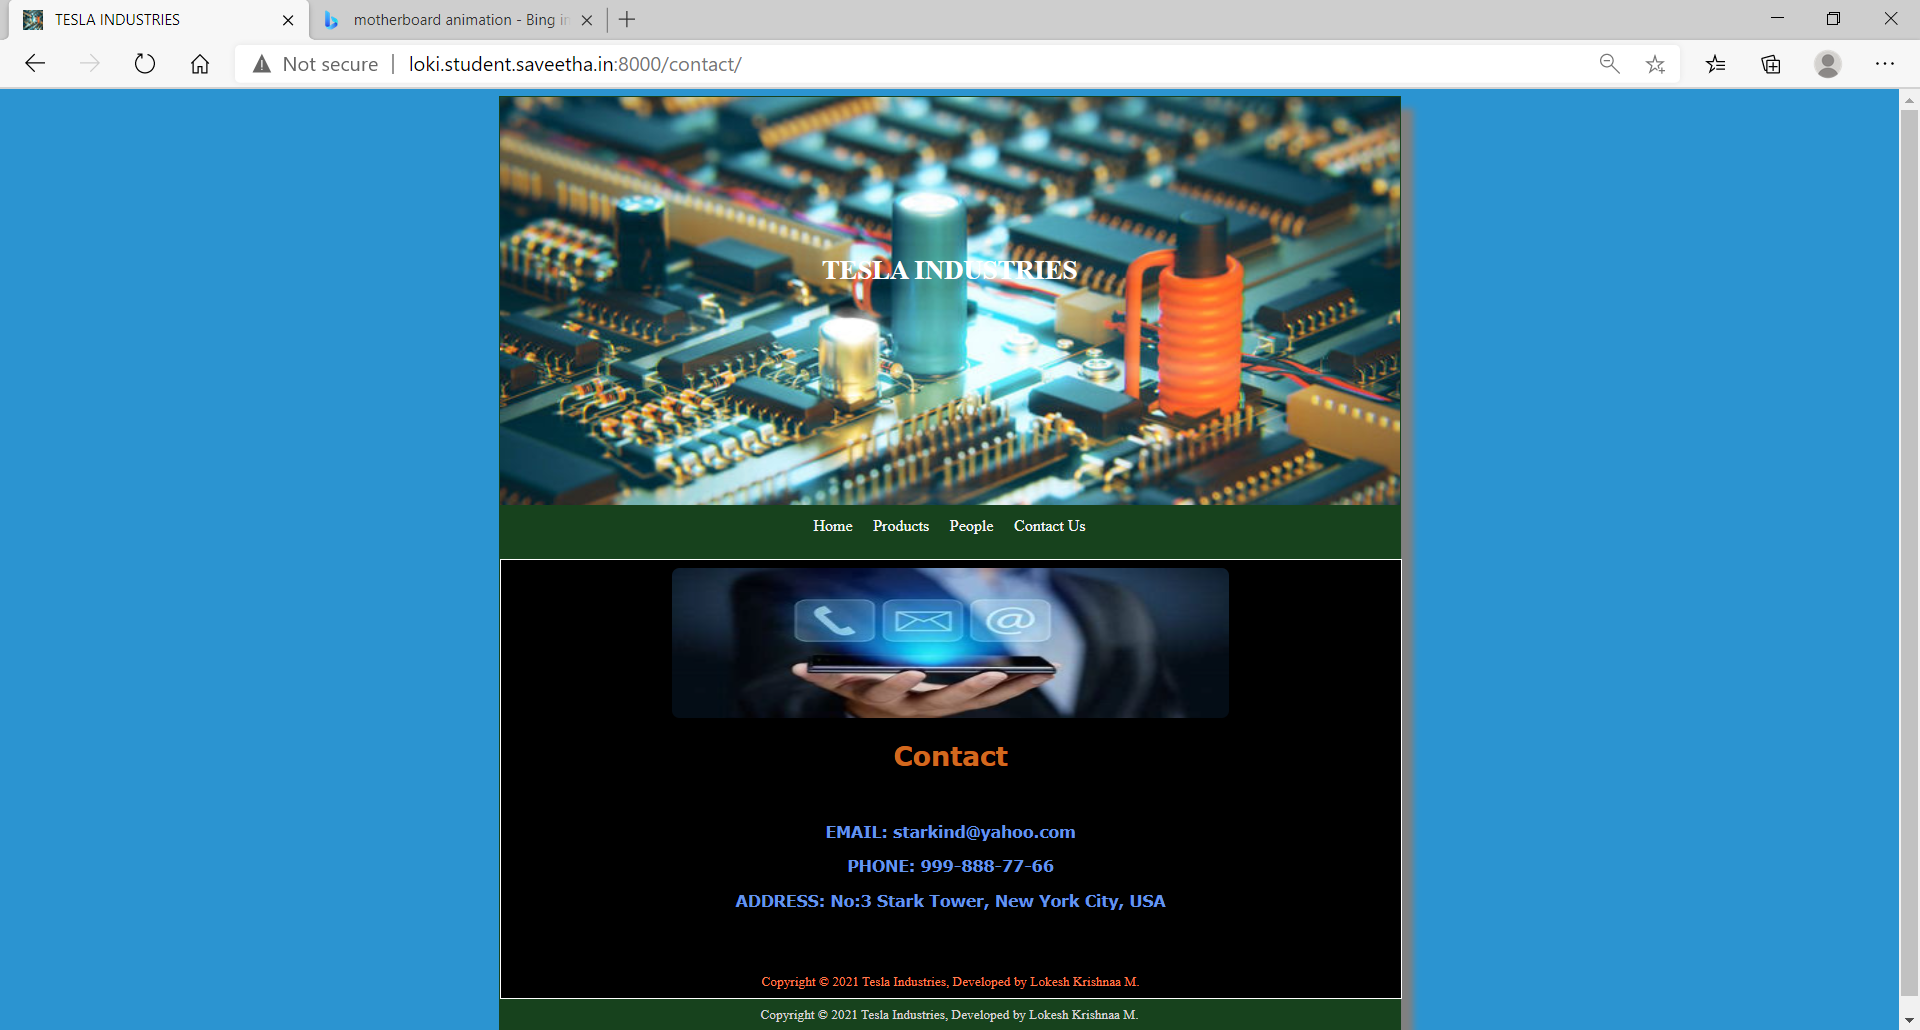 TESLA INDUSTRIES
motherboard animation - Bing
Not secure
loki.student.saveetha.in:8000/contact/
TESLA INDUSTRIES
Home Products People Contact Us
@
Contact
EMAIL: starkind@yahoo.com
PHONE: 999-888-77-66
ADDRESS: No:3 Stark Tower, New York City, USA
Copyright © 2021 Tesla Industries, Developed by Lokesh Krishnaa M.
Copyright © 2021 Tesla Industries, Developed by Lokesh Krishnaa M.